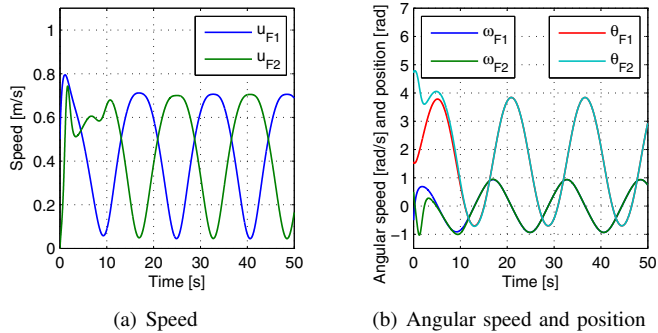 1
0.8
0.6
0.4
0.2
0
Speed [m/s]
u_F1
u_F2
0 10 20 30 40 50
Time [s]
(a) Speed
7
6
5
4
3
2
1
0
−1
Angular speed [rad/s] and position [rad]
ω_F1 θ_F1
ω_F2 θ_F2
0 10 20 30 40 50
Time [s]
(b) Angular speed and position